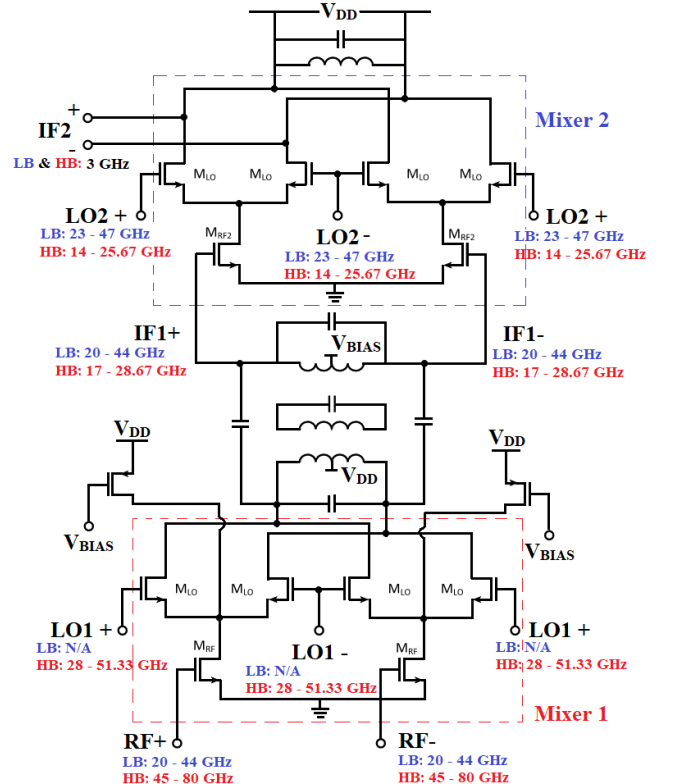 VDD
Mixer 2
+
IF2
-
LB & HB: 3 GHz
MLO
MLO
MLO
MLO
LO2 +
LB: 23 - 47 GHz
HB: 14 - 25.67 GHz
MRF2
LO2 -
LB: 23 - 47 GHz
HB: 14 - 25.67 GHz
MRF2
LO2 +
LB: 23 - 47 GHz
HB: 14 - 25.67 GHz
IF1+
LB: 20 - 44 GHz
HB: 17 - 28.67 GHz
VBIAS
IF1-
LB: 20 - 44 GHz
HB: 17 - 28.67 GHz
VDD
VDD
VDD
VBIAS
VBIAS
MLO
MLO
MLO
MLO
LO1 +
LB: N/A
HB: 28 - 51.33 GHz
MRF
LO1 -
LB: N/A
HB: 28 - 51.33 GHz
MRF
LO1 +
LB: N/A
HB: 28 - 51.33 GHz
Mixer 1
RF+
LB: 20 - 44 GHz
HB: 45 - 80 GHz
RF-
LB: 20 - 44 GHz
HB: 45 - 80 GHz